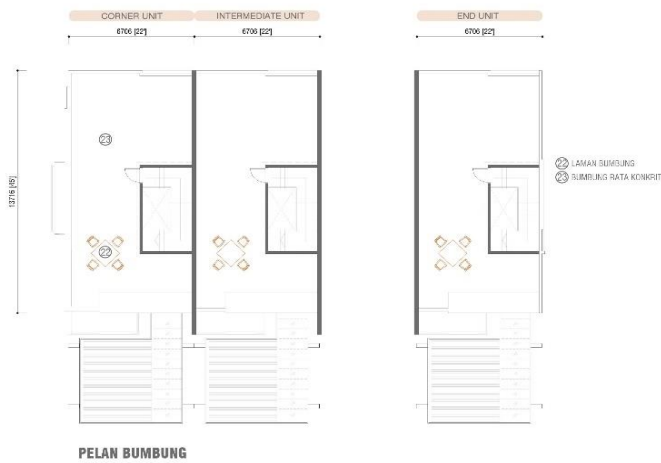 CORNER UNIT
INTERMEDIATE UNIT
END UNIT
6706 [22']
6706 [22']
6706 [22']
13716 [45']
23
22
22 LAMAN BUMBUNG
23 BUMBUNG RATA KONKRIT
PELAN BUMBUNG